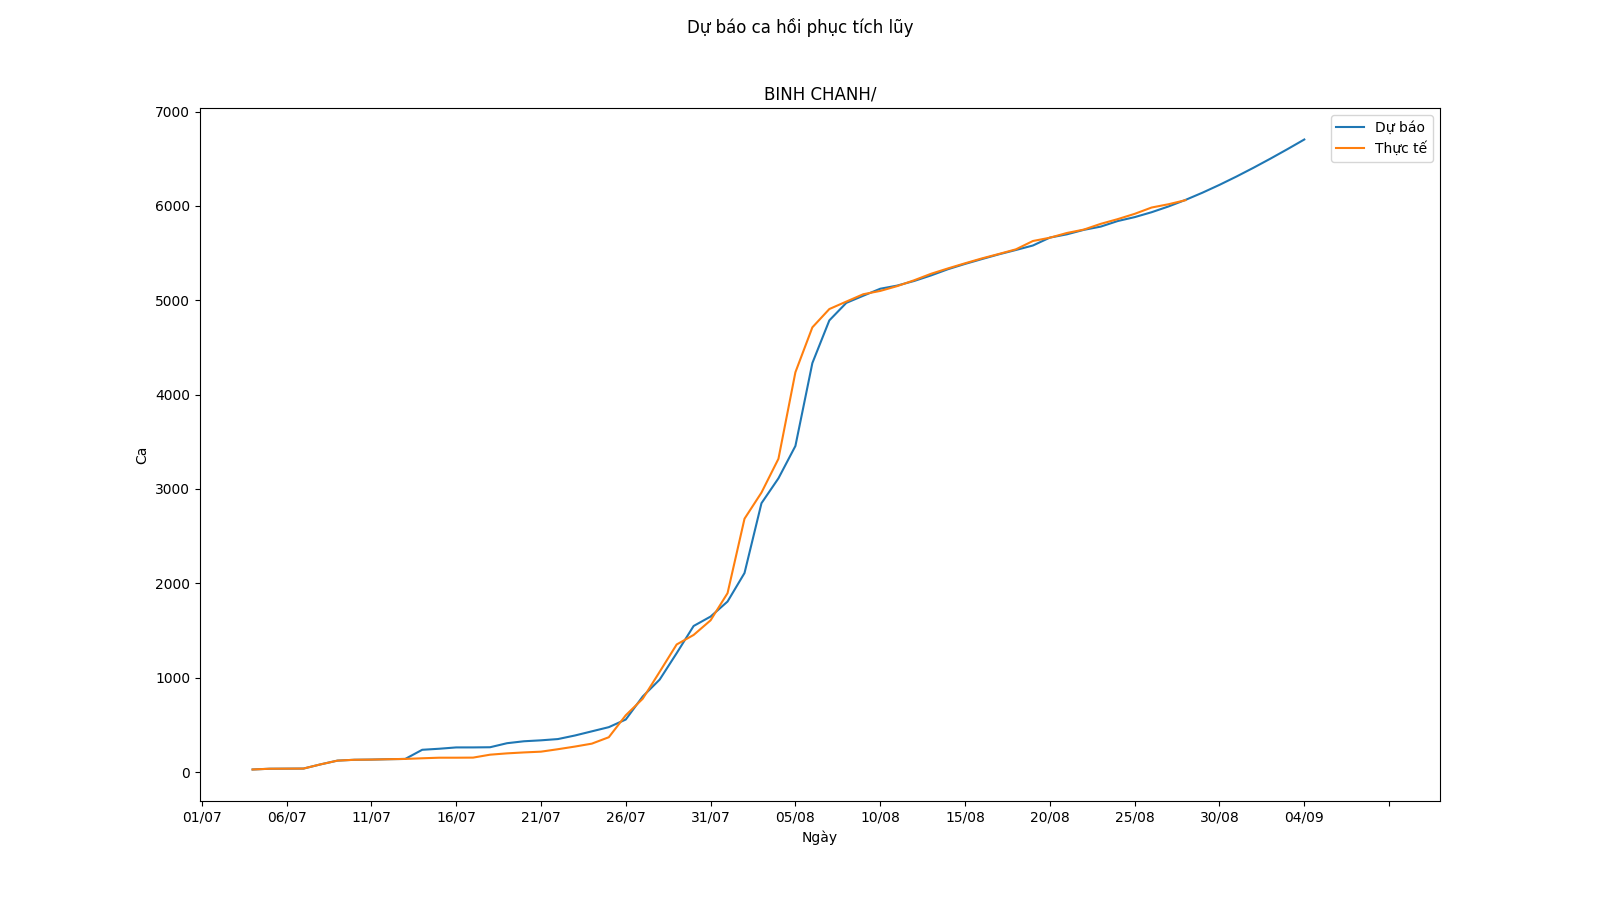 Dự báo ca hồi phục tích lũy
BINH CHANH/
7000
6000
5000
4000
3000
2000
1000
0
Ca
Dự báo
Thực tế
01/07 06/07 11/07 16/07 21/07 26/07 31/07 05/08 10/08 15/08 20/08 25/08 30/08 04/09
Ngày